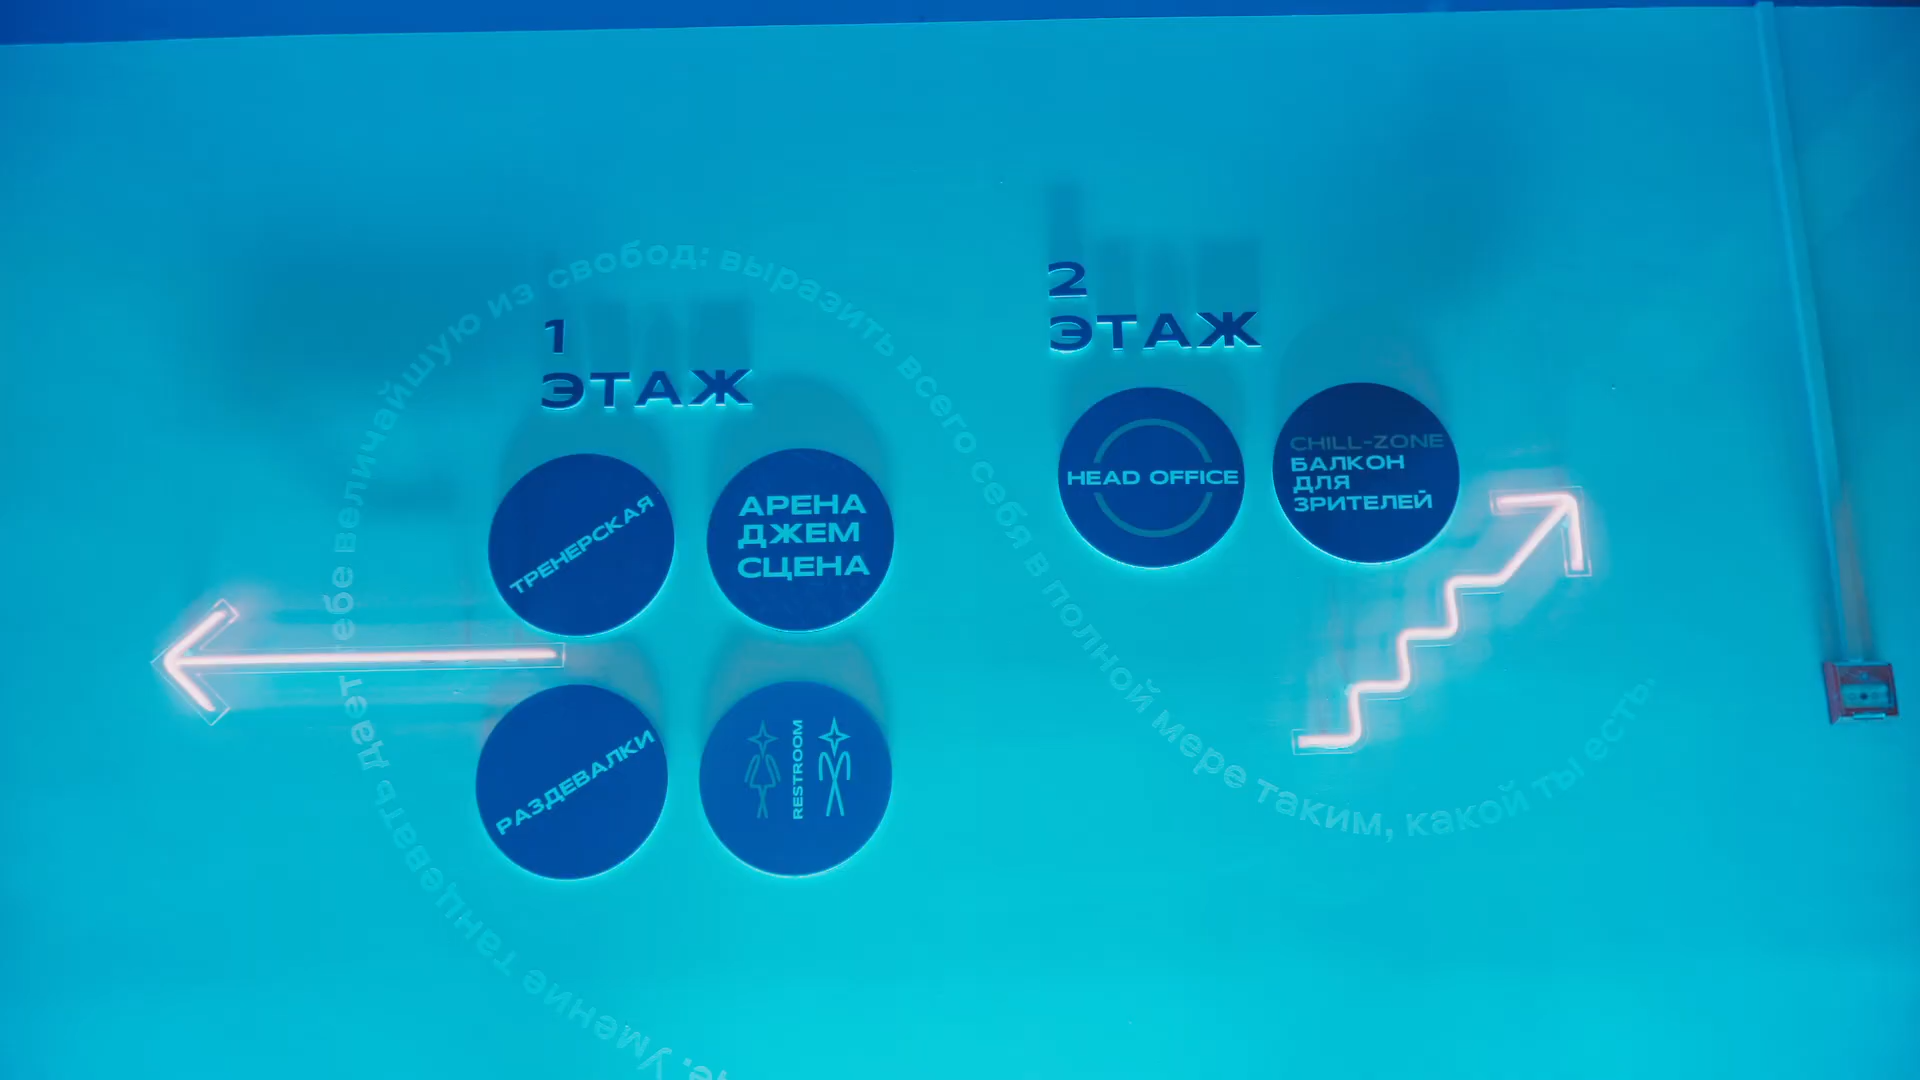 1
ЭТАЖ
ТРЕНЕРСКАЯ
АРЕНА
ДЖЕМ
СЦЕНА
РАЗДЕВАЛКИ
RESTROOM
2
ЭТАЖ
HEAD OFFICE
CHILL-ZONE
БАЛКОН
ДЛЯ
ЗРИТЕЛЕЙ
Умение танцевать дает тебе величайшую из свобод: выразить всего себя в полной мере таким, какой ты есть.